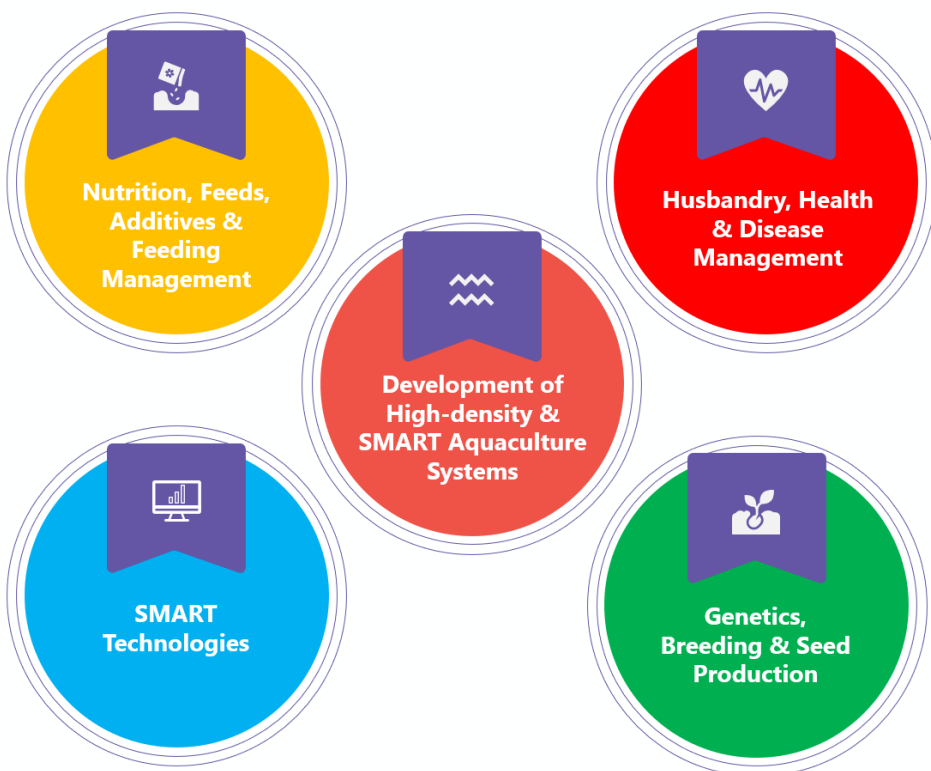 Nutrition, Feeds,
Additives &
Feeding
Management
Husbandry, Health
& Disease
Management
Development of
High-density &
SMART Aquaculture
Systems
SMART
Technologies
Genetics,
Breeding & Seed
Production